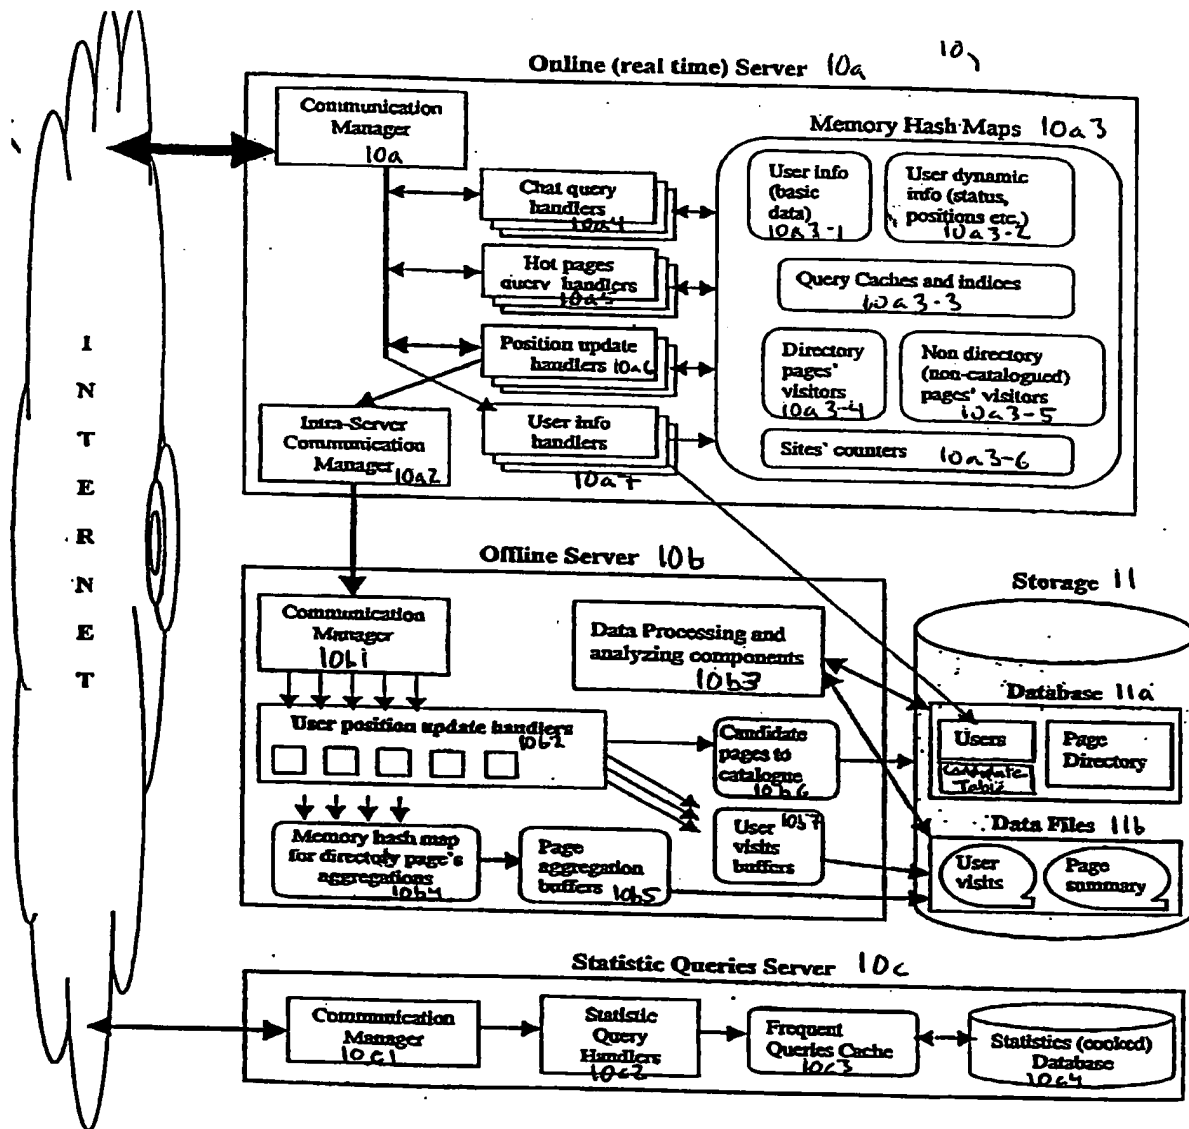 10
Online (real time) Server 10a
Communication
Manager
10a
Memory Hash Maps 10a3
Chat query
handlers
10a4
User info
(basic
data)
10a3-1
User dynamic
info (status,
positions etc.)
10a3-2
Hot pages
query handlers
10a5
Query Caches and indices
10a3-3
Position update
handlers 10a6
Directory
pages'
visitors
10a3-4
Non directory
(non-catalogued)
pages' visitors
10a3-5
Intra-Server
Communication
Manager 10a2
User info
handlers
10a7
Sites' counters 10a3-6
I
N
T
E
R
N
E
T
Offline Server 10b
Communication
Manager
10b1
Data Processing and
analyzing components
10b3
User position update handlers
10b2
Candidate
pages to
catalogue
10b6
Memory hash map
for directoty page's
aggregations
10b4
Page
aggregation
buffers 10b5
10b7
User
visits
buffers
Storage 11
Database 11a
Users
Candidate
Table
Page
Directory
Data Files 11b
User
visits
Page
summary
Statistic Queries Server 10c
Communication
Manager
10c1
Statistic
Query
Handlers
10c2
Frequent
Queries Cache
10c3
Statistics (cooked)
Database
10c4